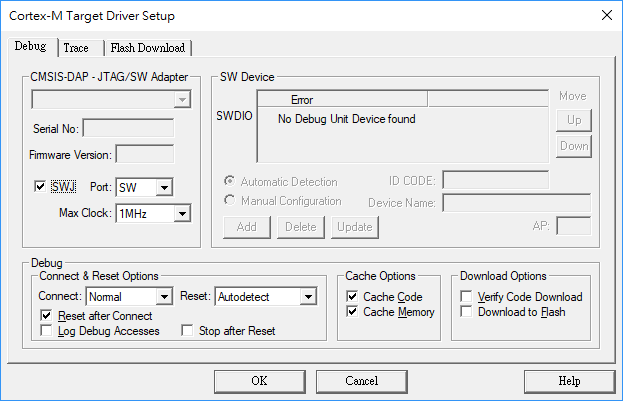 Cortex-M Target Driver Setup
Debug Trace Flash Download
CMSIS-DAP - JTAG/SW Adapter
Serial No:
Firmware Version:
SWJ Port: SW
Max Clock: 1MHz
SW Device
Error
SWDIO
No Debug Unit Device found
Move
Up
Down
Automatic Detection
Manual Configuration
ID CODE:
Device Name:
Add Delete Update
AP:
Debug
Connect & Reset Options
Connect: Normal Reset: Autodetect
Reset after Connect
Log Debug Accesses Stop after Reset
Cache Options
Cache Code
Cache Memory
Download Options
Verify Code Download
Download to Flash
OK Cancel Help